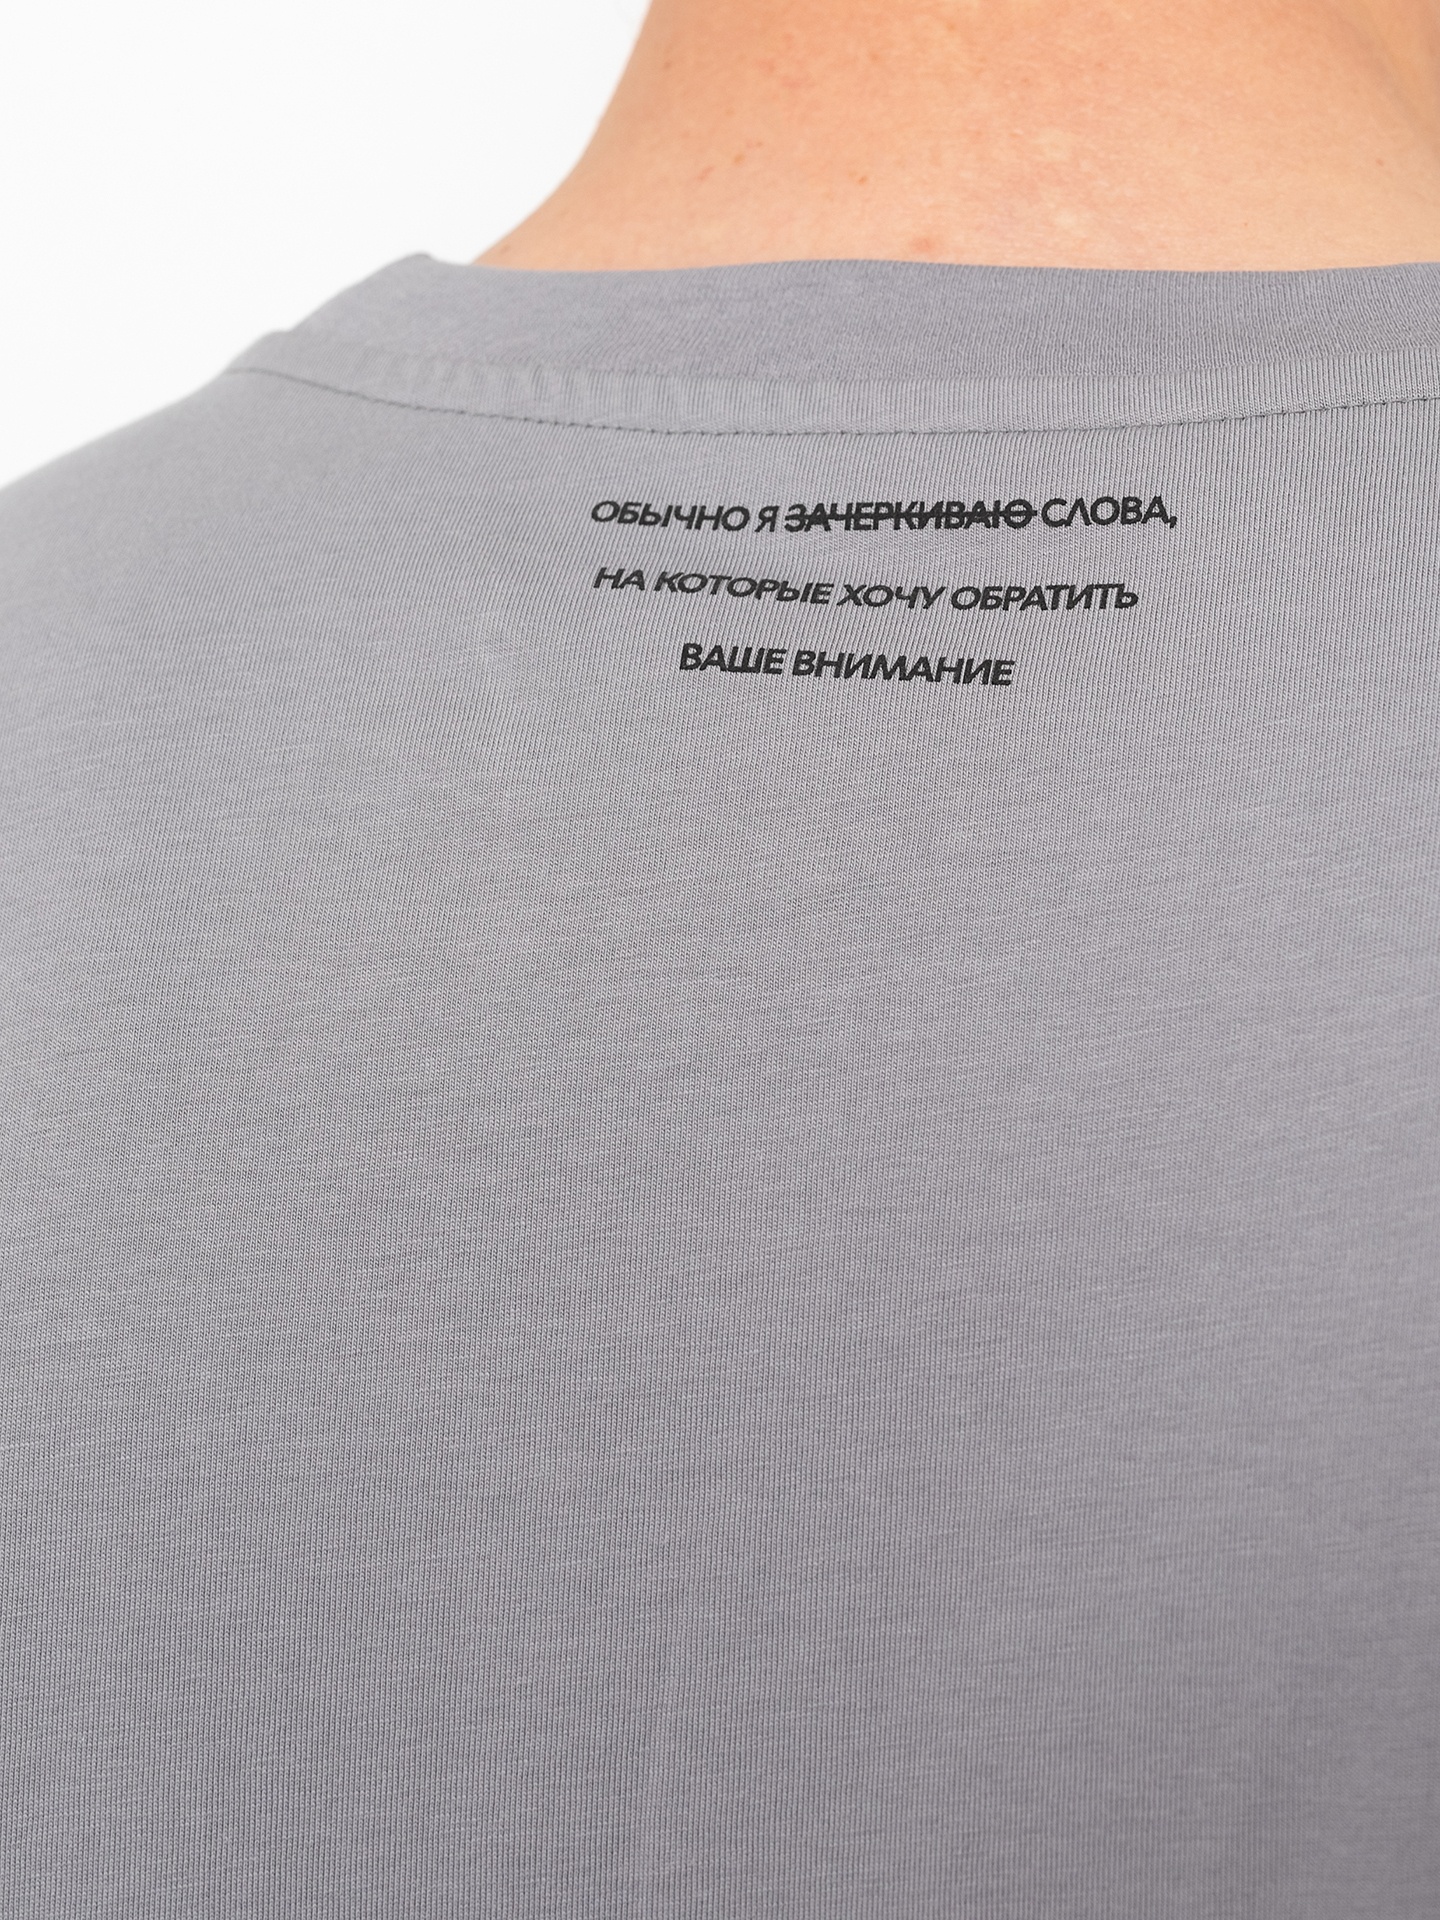 ОБЫЧНО Я ЗАЧЕРКИВАЮ СЛОВА,
НА КОТОРЫЕ ХОЧУ ОБРАТИТЬ
ВАШЕ ВНИМАНИЕ